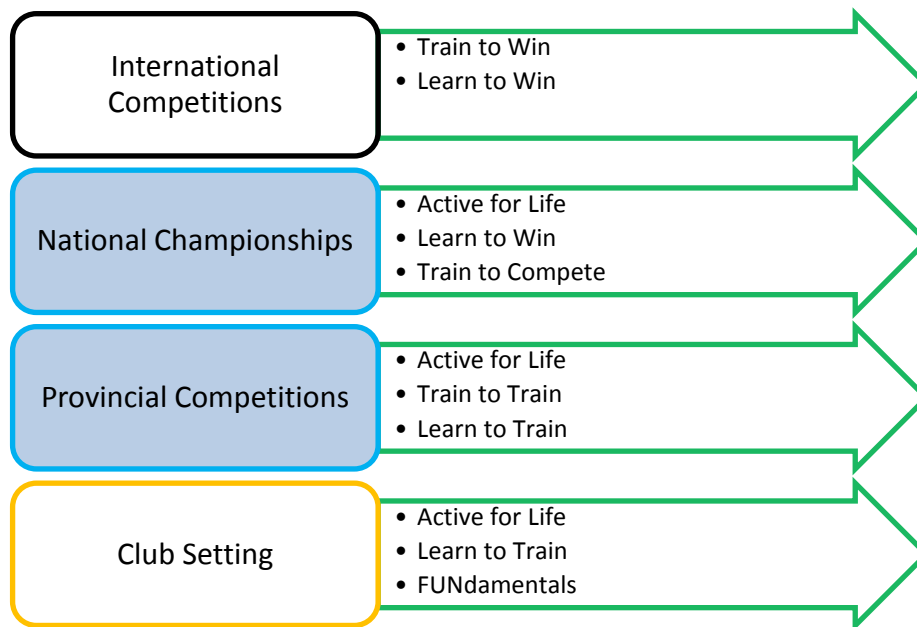 International
Competitions
• Train to Win
• Learn to Win
National Championships
• Active for Life
• Learn to Win
• Train to Compete
Provincial Competitions
• Active for Life
• Train to Train
• Learn to Train
Club Setting
• Active for Life
• Learn to Train
• FUNdamentals